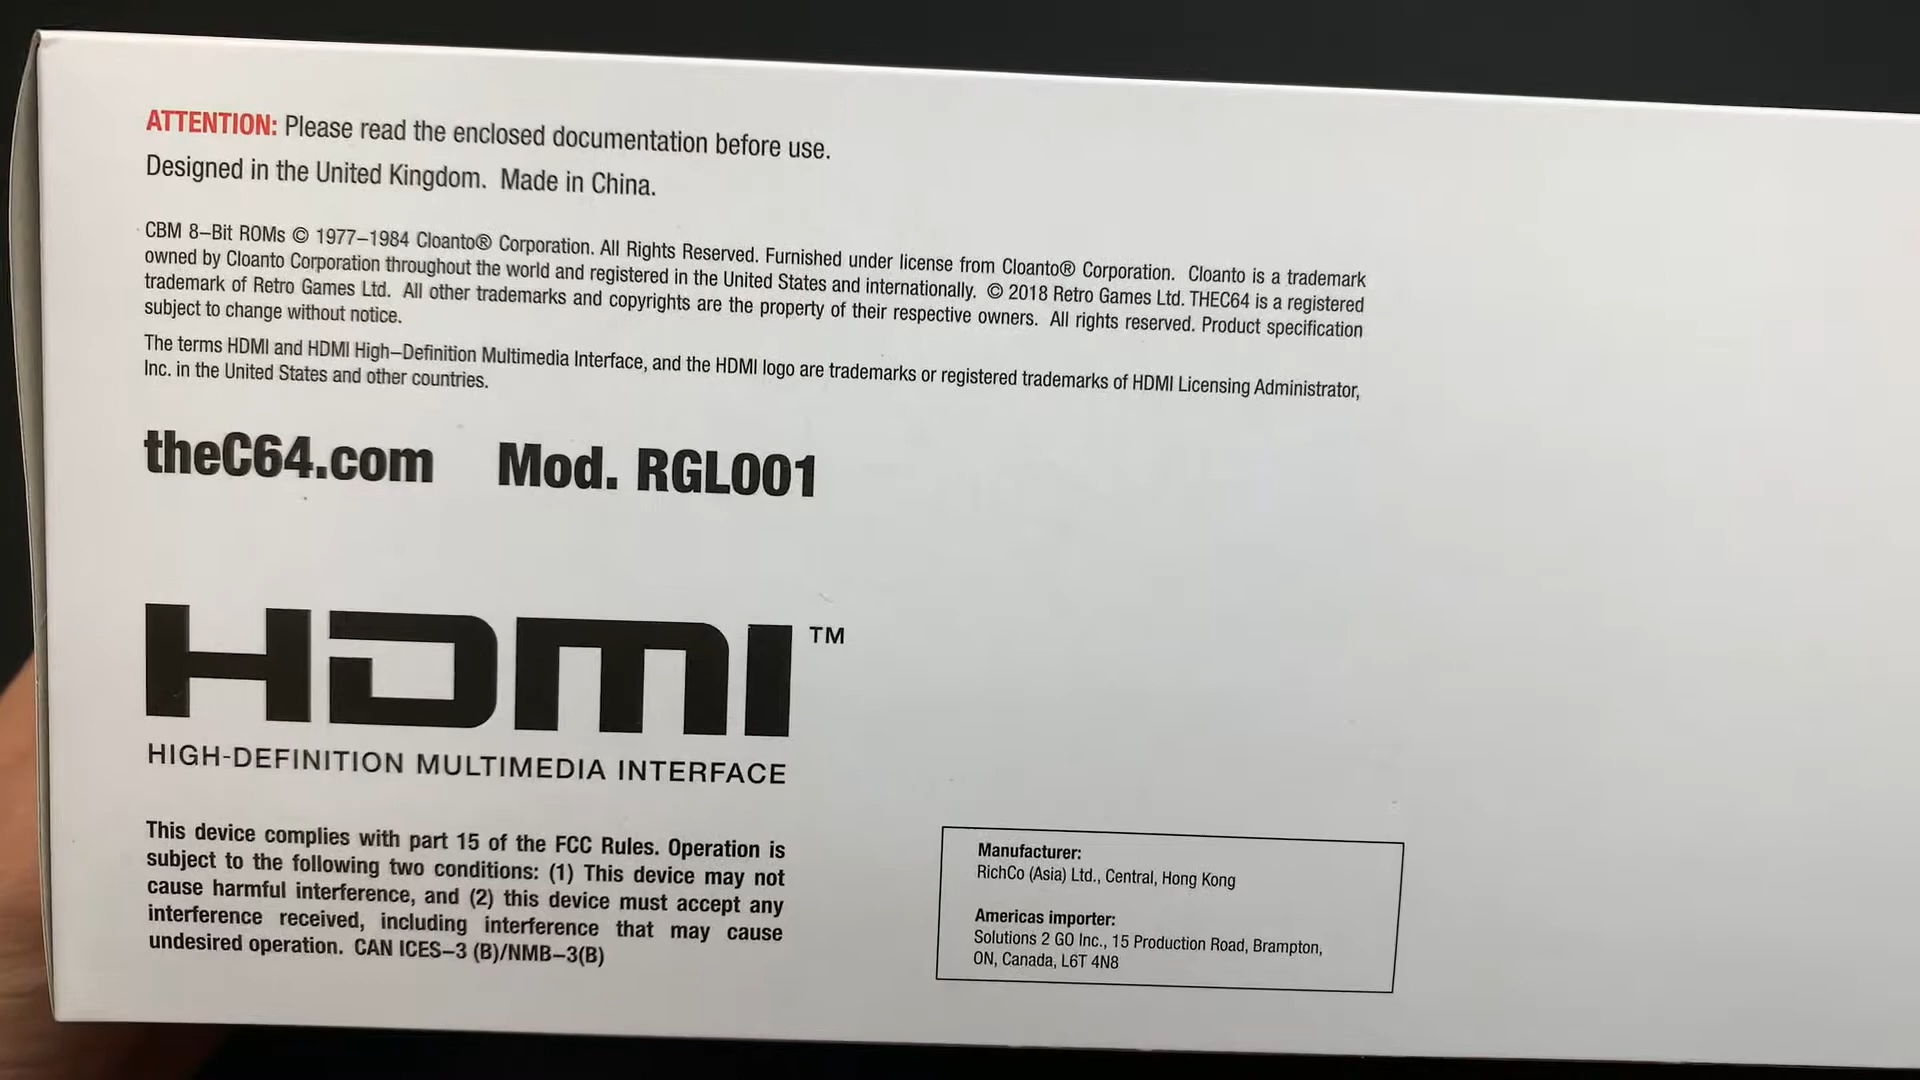 ATTENTION: Please read the enclosed documentation before use.
Designed in the United Kingdom. Made in China.
CBM 8–Bit ROMs © 1977–1984 Cloanto® Corporation. All Rights Reserved. Furnished under license from Cloanto® Corporation. Cloanto is a trademark
owned by Cloanto Corporation throughout the world and registered in the United States and internationally. © 2018 Retro Games Ltd. THEC64 is a registered
trademark of Retro Games Ltd. All other trademarks and copyrights are the property of their respective owners. All rights reserved. Product specification
subject to change without notice.
The terms HDMI and HDMI High–Definition Multimedia Interface, and the HDMI logo are trademarks or registered trademarks of HDMI Licensing Administrator,
Inc. in the United States and other countries.
theC64.com Mod. RGL001
HDMI ™
HIGH-DEFINITION MULTIMEDIA INTERFACE
This device complies with part 15 of the FCC Rules. Operation is
subject to the following two conditions: (1) This device may not
cause harmful interference, and (2) this device must accept any
interference received, including interference that may cause
undesired operation. CAN ICES–3 (B)/NMB–3(B)
Manufacturer:
RichCo (Asia) Ltd., Central, Hong Kong
Americas importer:
Solutions 2 GO Inc., 15 Production Road, Brampton,
ON, Canada, L6T 4N8